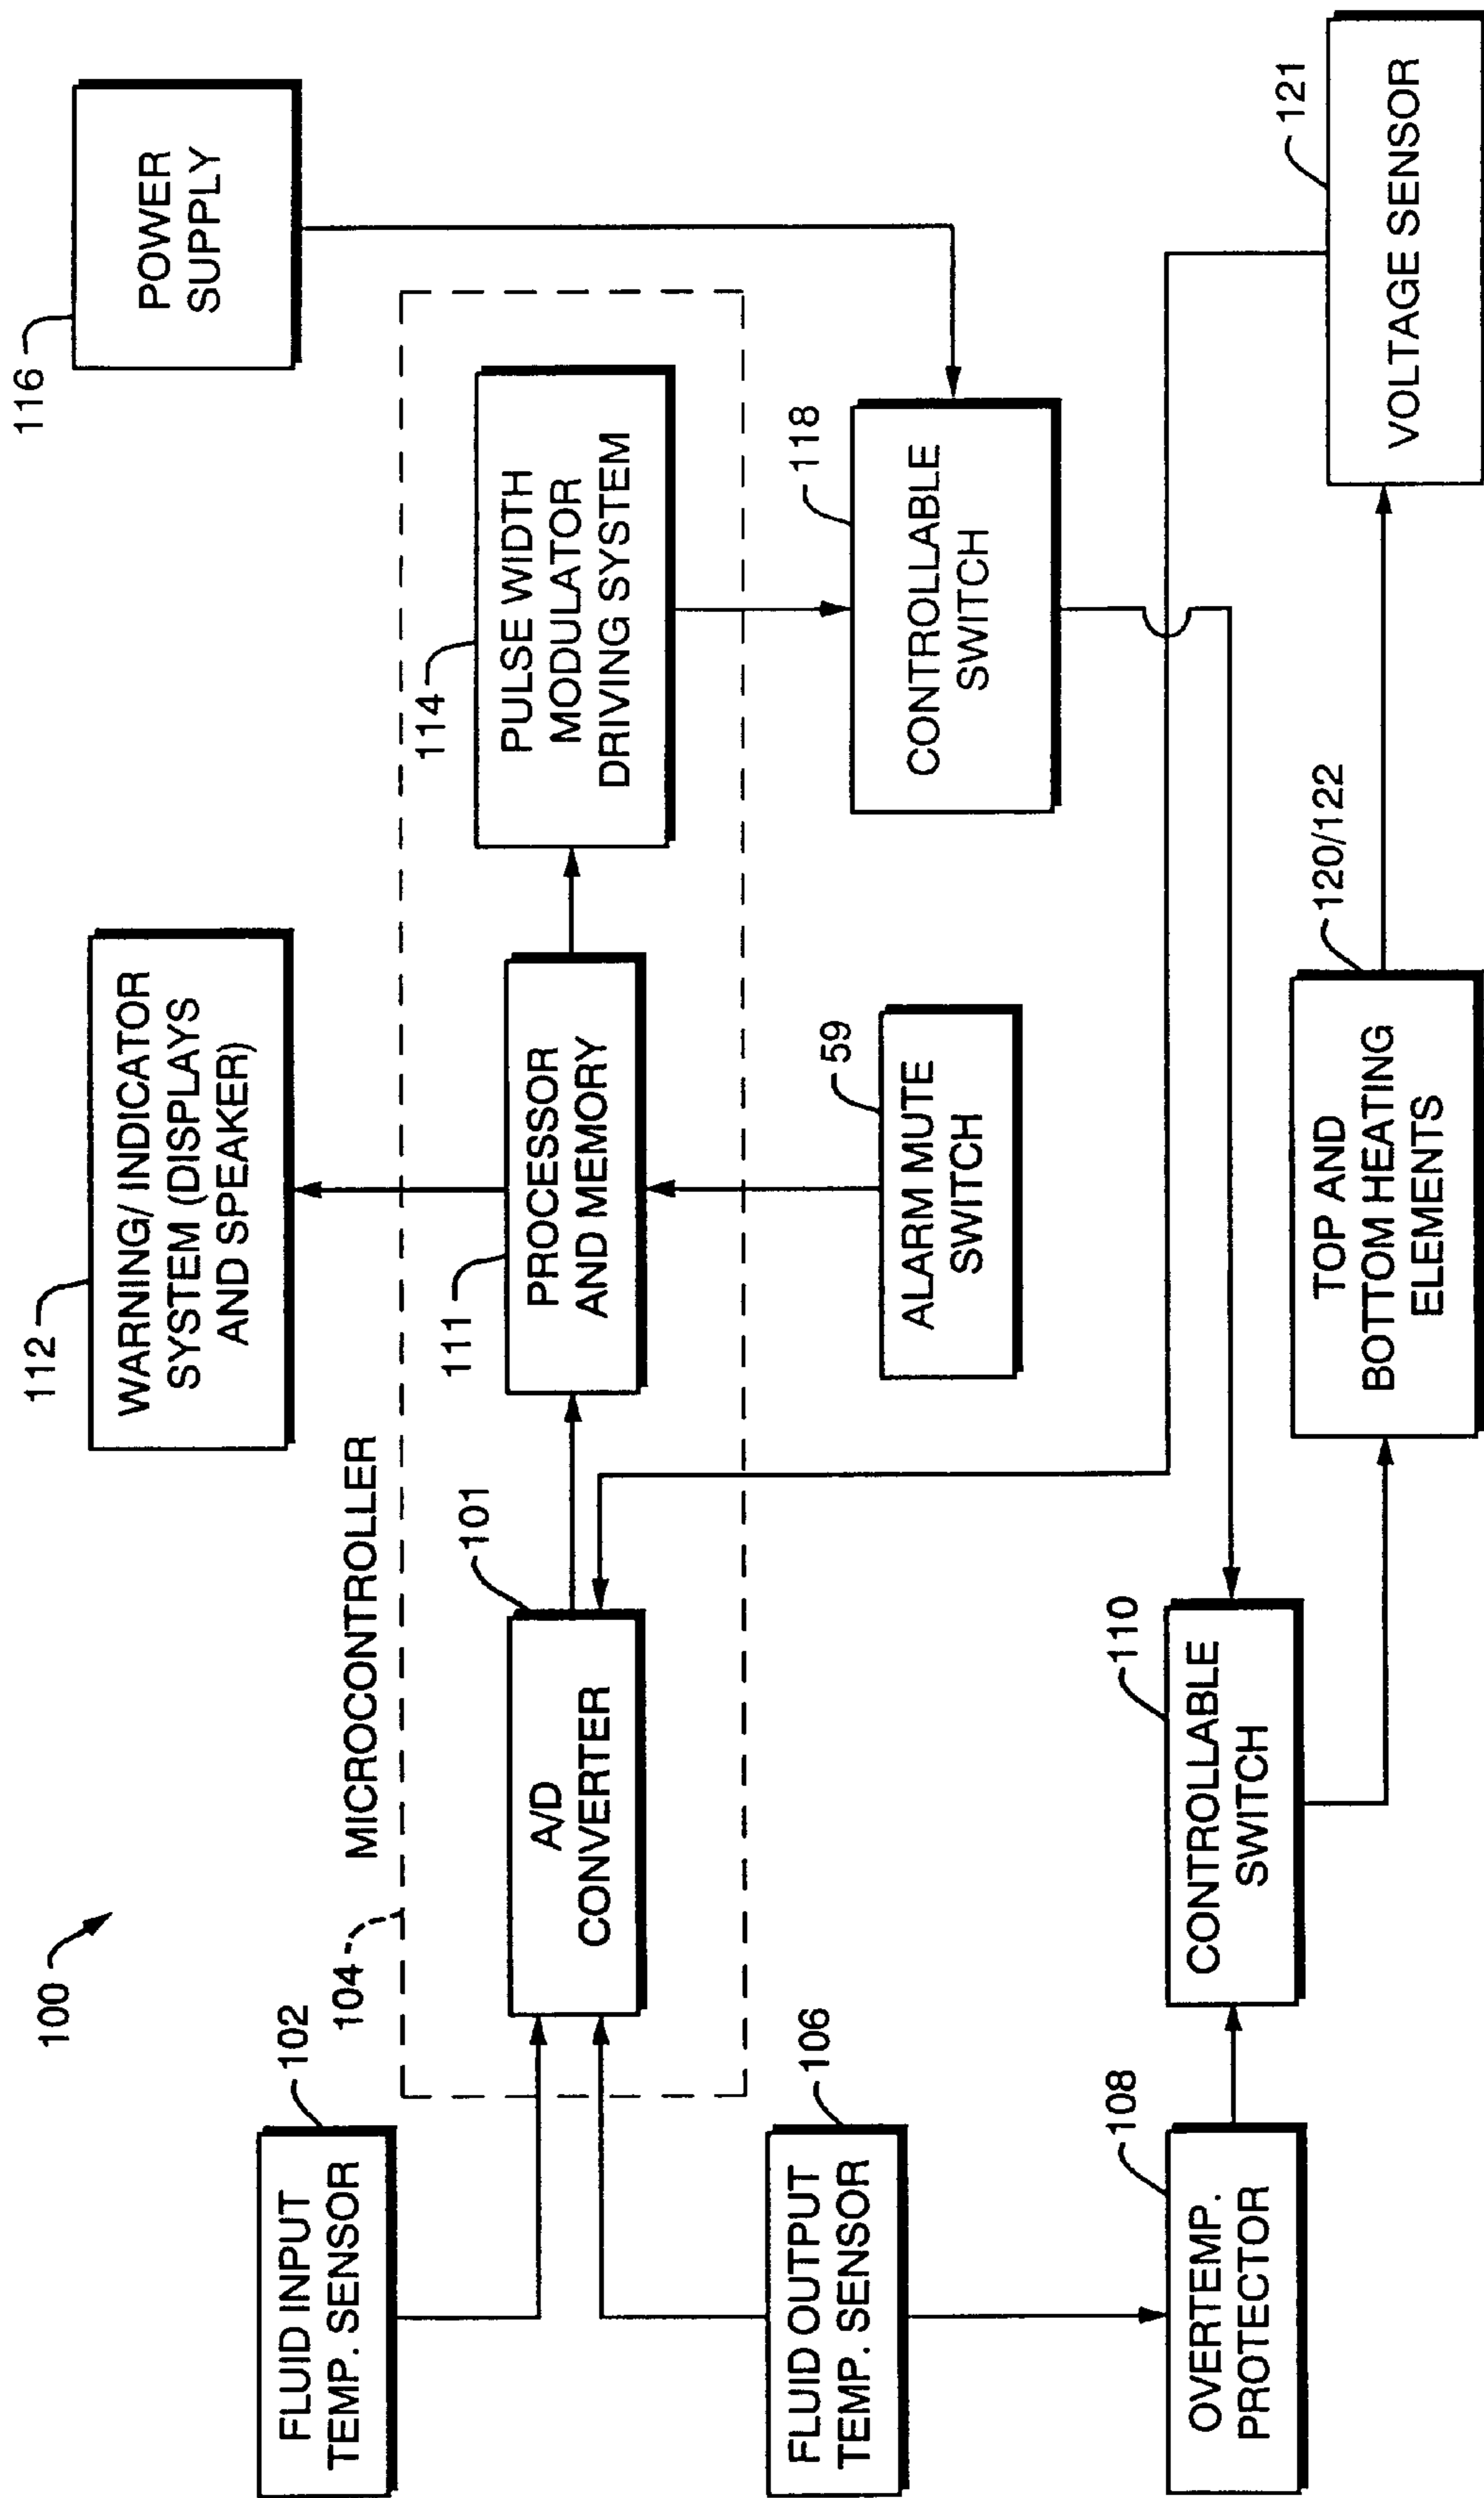 100
112
WARNING/ INDICATOR
SYSTEM (DISPLAYS
AND SPEAKER)
116
POWER
SUPPLY
102
FLUID INPUT
TEMP. SENSOR
104
MICROCONTROLLER
101
A/D
CONVERTER
111
PROCESSOR
AND MEMORY
114
PULSE WIDTH
MODULATOR
DRIVING SYSTEM
106
FLUID OUTPUT
TEMP. SENSOR
59
ALARM MUTE
SWITCH
118
CONTROLLABLE
SWITCH
108
OVERTEMP.
PROTECTOR
110
CONTROLLABLE
SWITCH
120/122
TOP AND
BOTTOM HEATING
ELEMENTS
121
VOLTAGE SENSOR